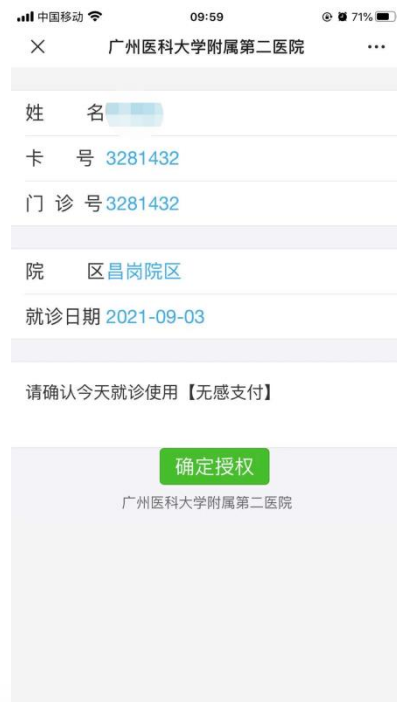 中国移动 09:59 71%
广州医科大学附属第二医院
姓名
卡号 3281432
门诊号 3281432
院区 昌岗院区
就诊日期 2021-09-03
请确认今天就诊使用【无感支付】
确定授权
广州医科大学附属第二医院